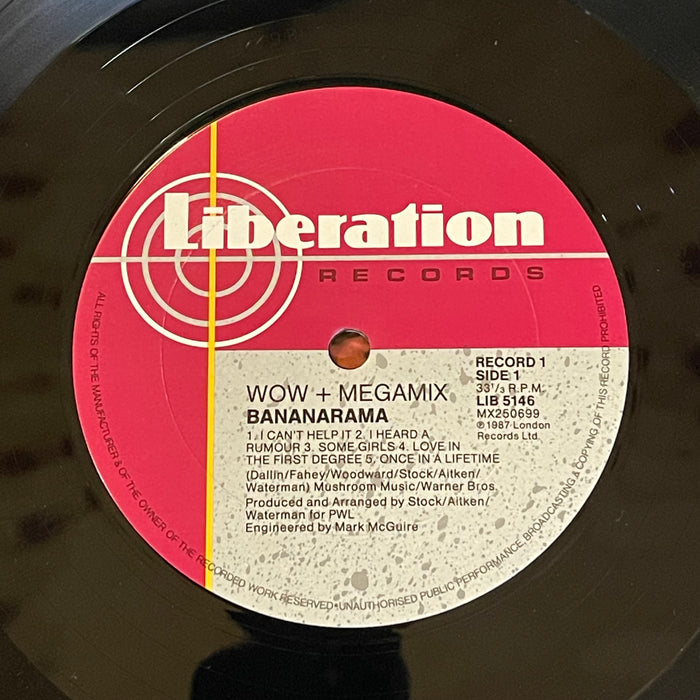 Liberation
RECORDS
RECORD 1
SIDE 1
33 1/3 R.P.M.
LIB 5146
MX250699
℗ 1987 London
Records Ltd.
WOW + MEGAMIX
BANANARAMA
1. I CAN'T HELP IT 2. I HEARD A
RUMOUR 3. SOME GIRLS 4. LOVE IN
THE FIRST DEGREE 5. ONCE IN A LIFETIME
(Dallin/Fahey/Woodward/Stock/Aitken/
Waterman) Mushroom Music/Warner Bros.
Produced and Arranged by Stock/Aitken/
Waterman for PWL
Engineered by Mark McGuire
ALL RIGHTS OF THE MANUFACTURER & OF THE OWNER OF THE RECORDED WORK RESERVED•UNAUTHORISED PUBLIC PERFORMANCE, BROADCASTING & COPYING OF THIS RECORD PROHIBITED